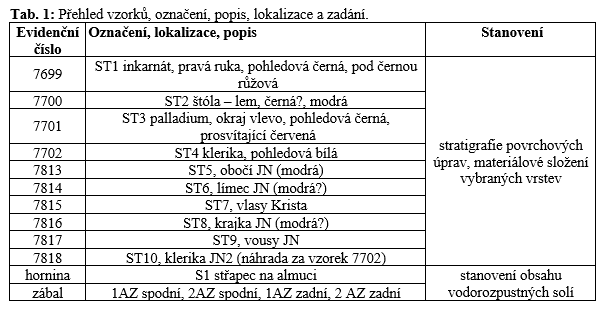 Tab. 1: Přehled vzorků, označení, popis, lokalizace a zadání.
Evidenční číslo Označení, lokalizace, popis Stanovení
7699 ST1 inkarnát, pravá ruka, pohledová černá, pod černou
růžová
7700 ST2 štóla – lem, černá?, modrá
7701 ST3 palladium, okraj vlevo, pohledová černá,
prosvítající červená
7702 ST4 klerika, pohledová bílá
7813 ST5, obočí JN (modrá)
7814 ST6, límec JN (modrá?)
7815 ST7, vlasy Krista
7816 ST8, krajka JN (modrá?)
7817 ST9, vousy JN
7818 ST10, klerika JN2 (náhrada za vzorek 7702)
stratigrafie povrchových
úprav, materiálové složení
vybraných vrstev
hornina S1 střapec na almuci
zábal 1AZ spodní, 2AZ spodní, 1AZ zadní, 2 AZ zadní
stanovení obsahu
vodorozpustných solí